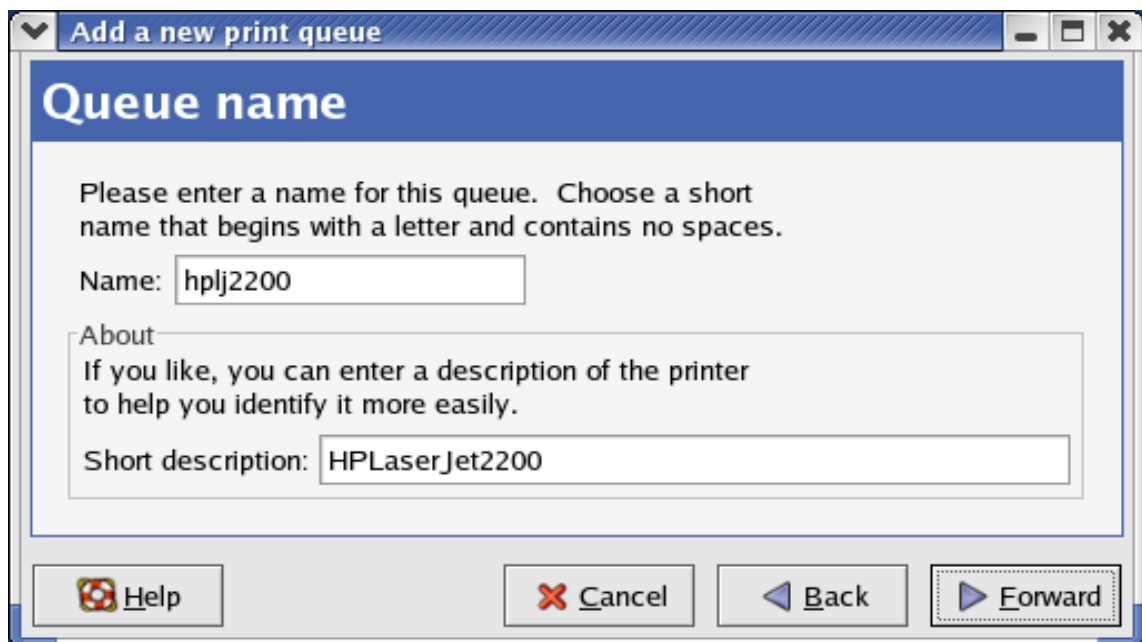 Add a new print queue
Queue name
Please enter a name for this queue.  Choose a short
name that begins with a letter and contains no spaces.
Name: hplj2200
About
If you like, you can enter a description of the printer
to help you identify it more easily.
Short description: HPLaserJet2200
Help Cancel Back Forward